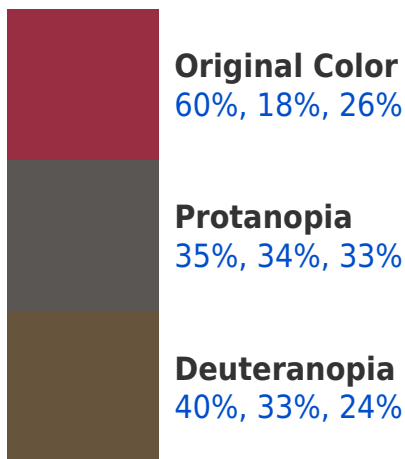 Original Color
60%, 18%, 26%
Protanopia
35%, 34%, 33%
Deuteranopia
40%, 33%, 24%